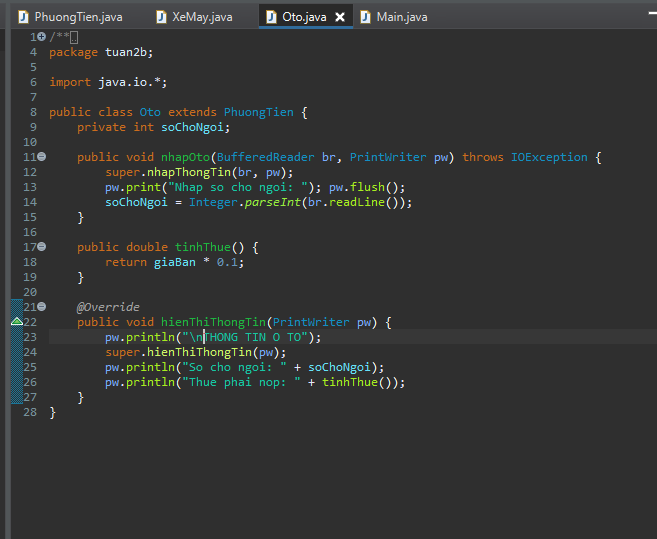 PhuongTien.java XeMay.java Oto.java Main.java
1 /**
4 package tuan2b;
5
6 import java.io.*;
7
8 public class Oto extends PhuongTien {
9 private int soChoNgoi;
10
11 public void nhapOto(BufferedReader br, PrintWriter pw) throws IOException {
12 super.nhapThongTin(br, pw);
13 pw.print("Nhap so cho ngoi: "); pw.flush();
14 soChoNgoi = Integer.parseInt(br.readLine());
15 }
16
17 public double tinhThue() {
18 return giaBan * 0.1;
19 }
20
21 @Override
22 public void hienThiThongTin(PrintWriter pw) {
23 pw.println("\nTHONG TIN O TO");
24 super.hienThiThongTin(pw);
25 pw.println("So cho ngoi: " + soChoNgoi);
26 pw.println("Thue phai nop: " + tinhThue());
27 }
28 }